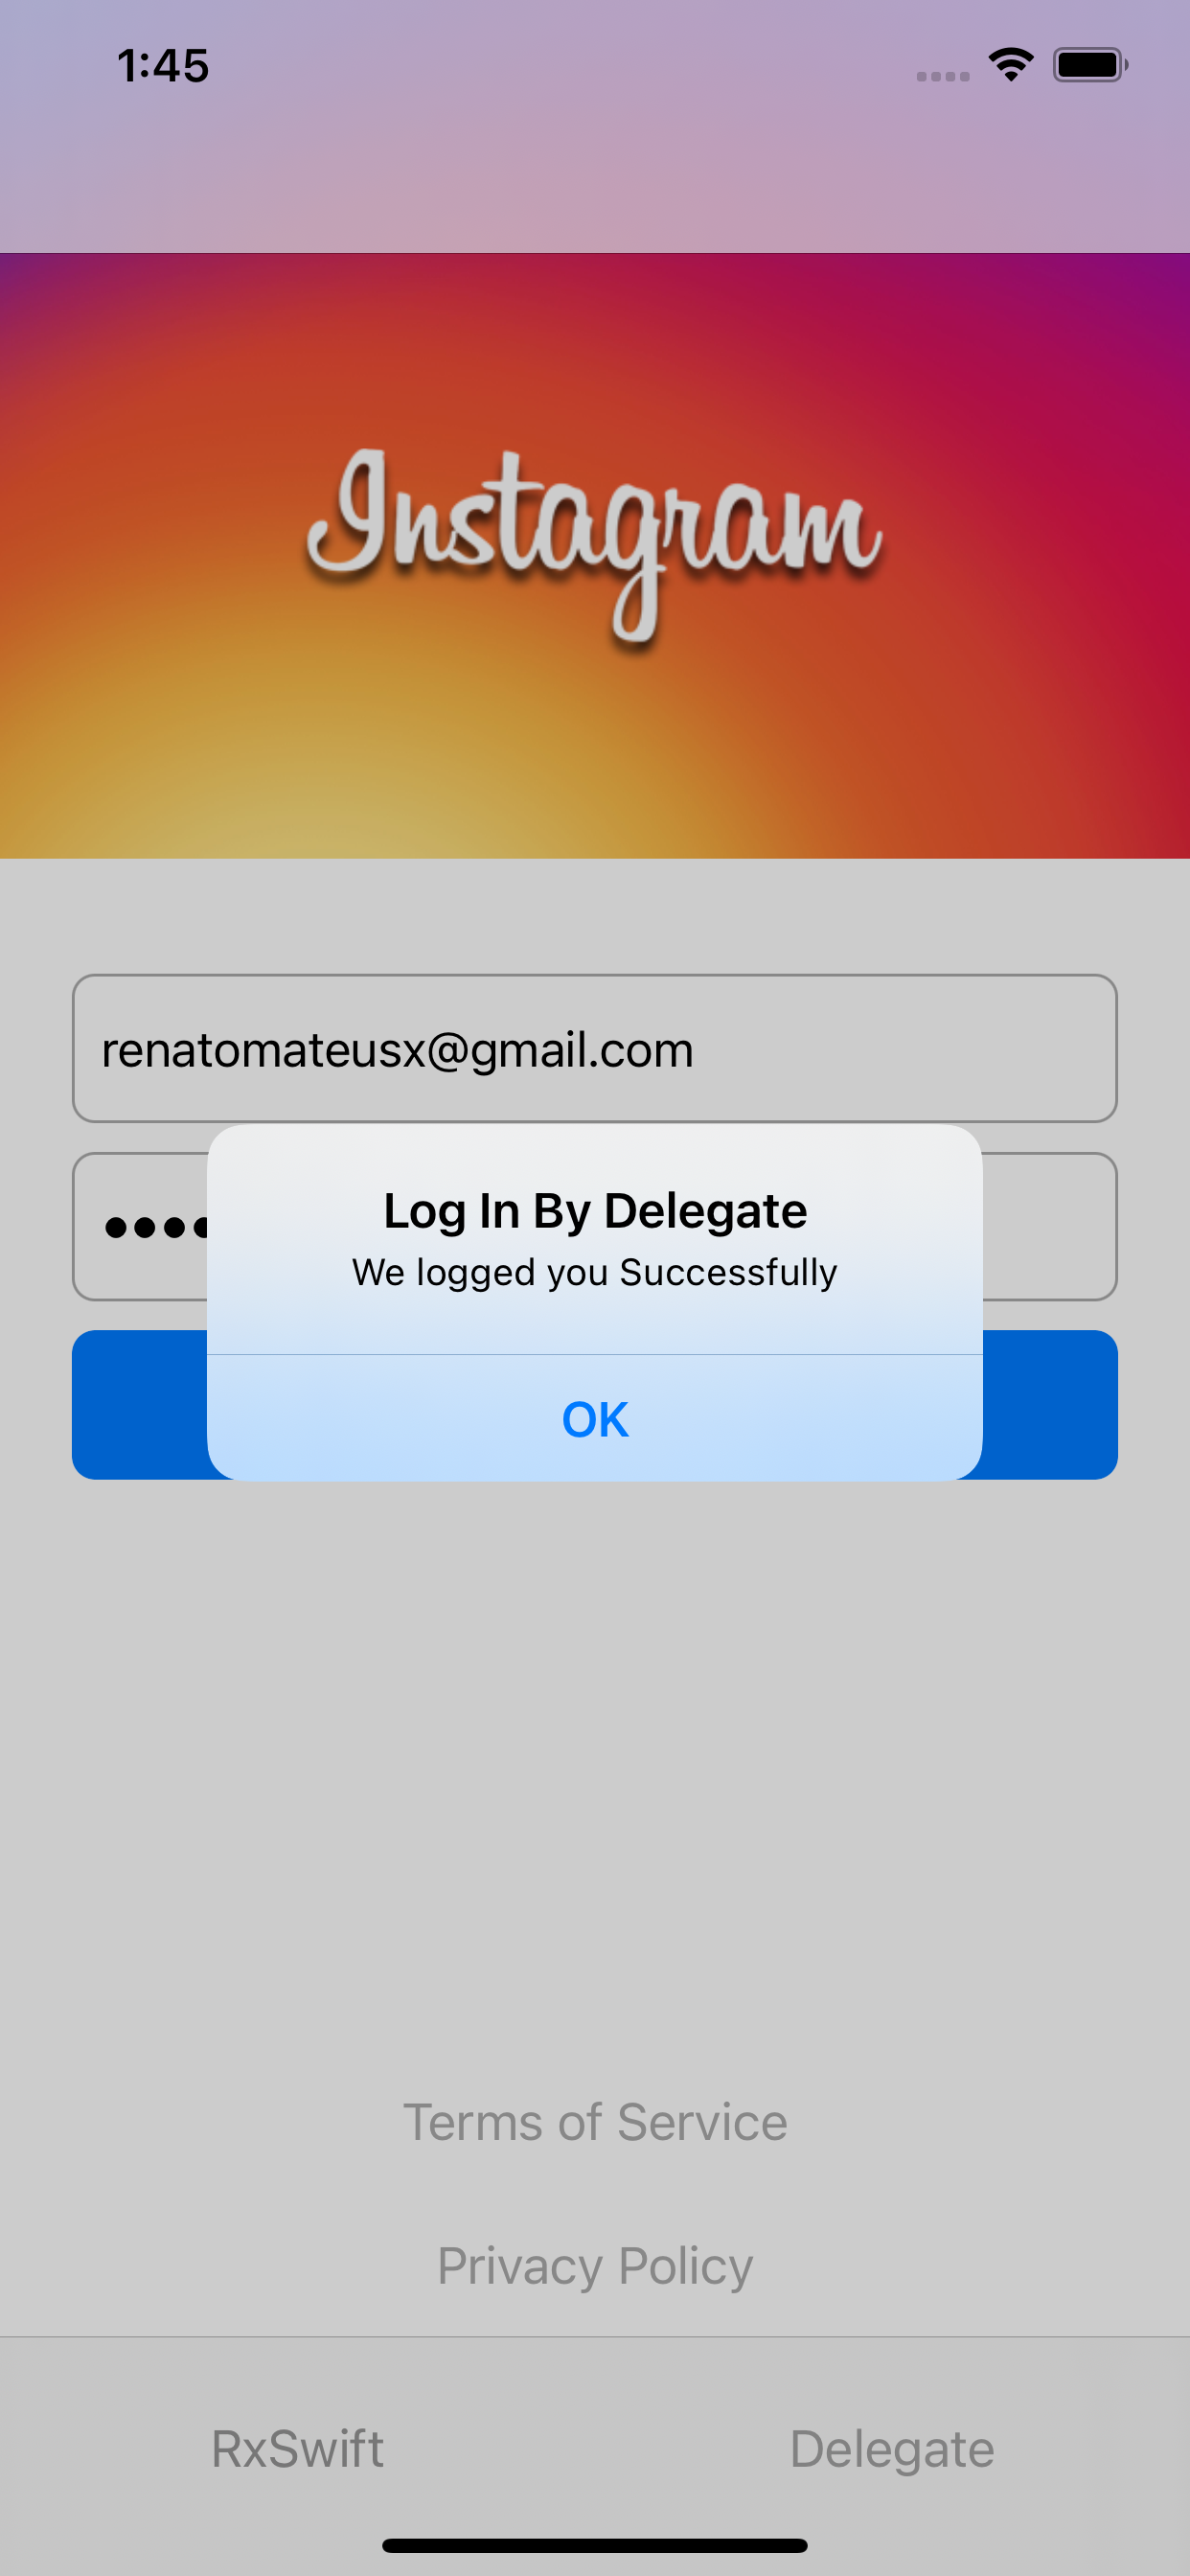 1:45
Instagram
renatomateusx@gmail.com
Log In By Delegate
We logged you Successfully
OK
Terms of Service
Privacy Policy
RxSwift
Delegate